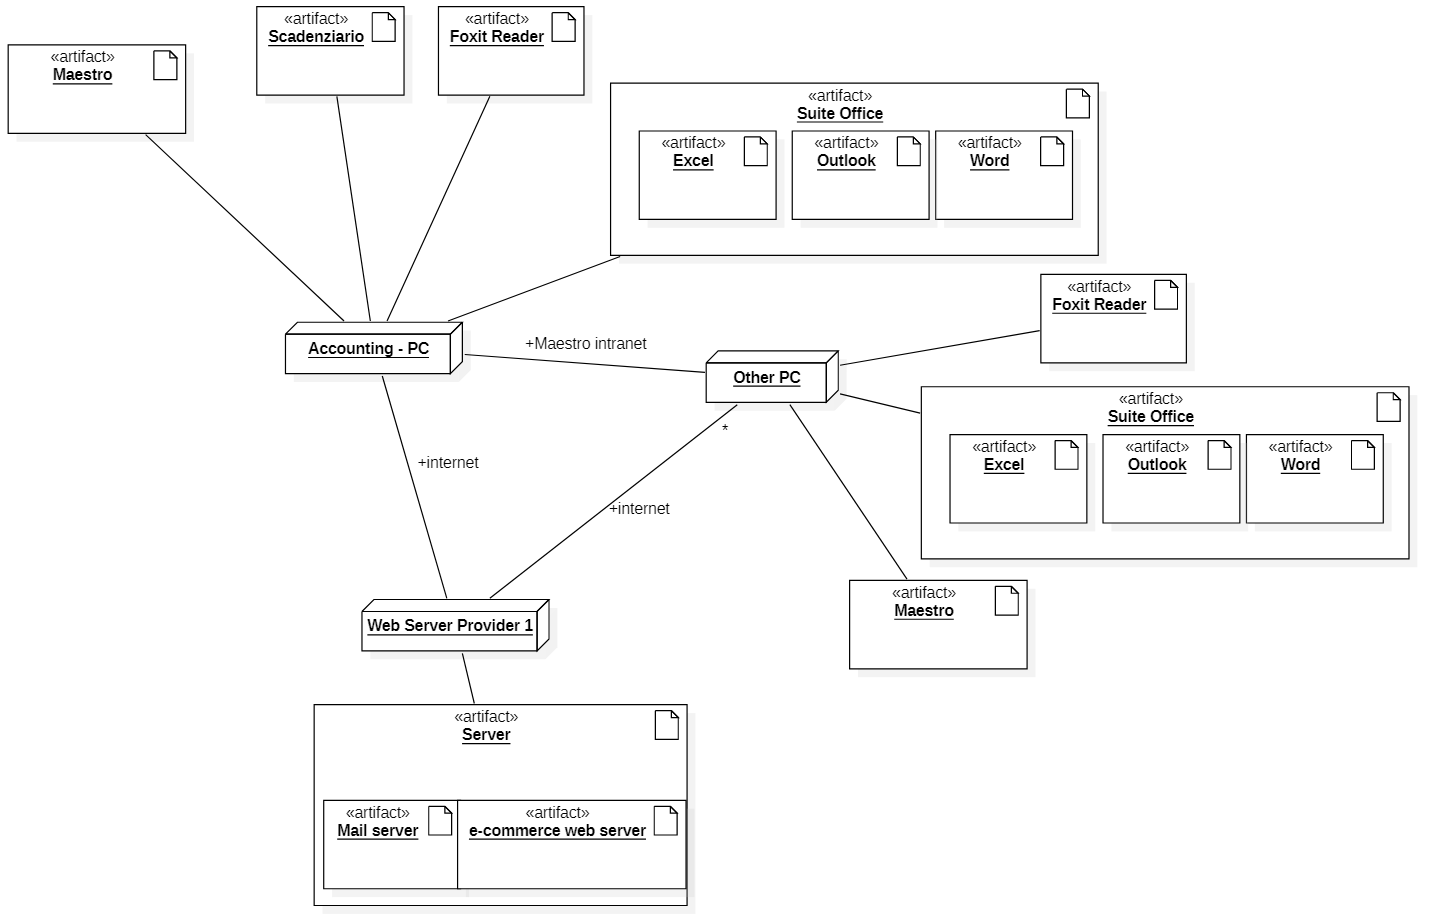 «artifact»
Scadenziario
«artifact»
Foxit Reader
«artifact»
Maestro
«artifact»
Suite Office
«artifact»
Excel
«artifact»
Outlook
«artifact»
Word
«artifact»
Foxit Reader
Accounting - PC
+Maestro intranet
Other PC
*
«artifact»
Suite Office
«artifact»
Excel
«artifact»
Outlook
«artifact»
Word
+internet
+internet
«artifact»
Maestro
Web Server Provider 1
«artifact»
Server
«artifact»
Mail server
«artifact»
e-commerce web server